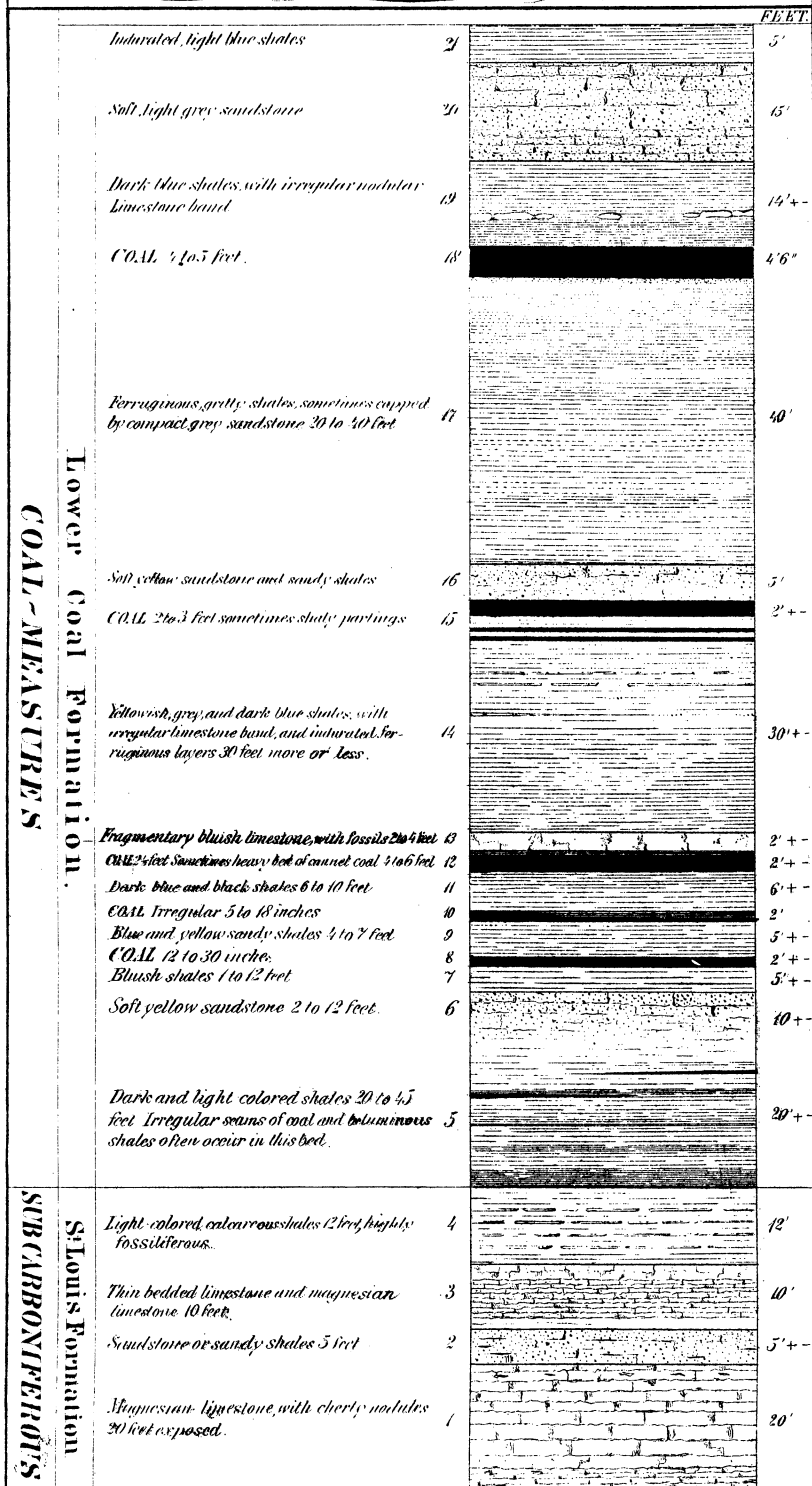 FEET.
Indurated, light blue shales 21 5'
Soft, light grey sandstone 20 15'
Dark blue shales, with irregular nodular
Limestone band 19 14'+-
COAL 4 to 5 feet. 18 4'6"
Ferruginous, gritty shales, sometimes capped
by compact, grey sandstone 20 to 40 feet 17 40'
Soft yellow sandstone and sandy shales 16 5'
COAL 2 to 3 feet sometimes shaly partings 15 2'+-
Yellowish, grey, and dark blue shales, with
irregular limestone band, and indurated fer-
ruginous layers 30 feet more or less. 14 30'+-
Fragmentary bluish limestone, with fossils 2 to 4 feet 13 2'+-
COAL 2-4 feet Sometimes heavy bed of cannel coal 4 to 6 feet 12 2'+-
Dark blue and black shales 6 to 10 feet 11 6'+-
COAL Irregular 5 to 18 inches 10 2'
Blue and yellow sandy shales 4 to 7 feet 9 5'+-
COAL 12 to 30 inches 8 2'+-
Bluish shales 1 to 12 feet 7 5'+-
Soft yellow sandstone 2 to 12 feet. 6 10+-
Dark and light colored shales 20 to 45
feet Irregular seams of coal and beluminous
shales often occur in this bed. 5 20'+-
Light-colored, calcareous shales 12 feet, highly
fossiliferous. 4 12'
Thin bedded limestone and magnesian
limestone 10 feet. 3 10'
Sandstone or sandy shales 5 feet 2 5'+-
Magnesian limestone, with cherty nodules
20 feet exposed. 1 20'
COAL-MEASURES
Lower Coal Formation.
SUBCARBONIFEROUS
St. Louis Formation